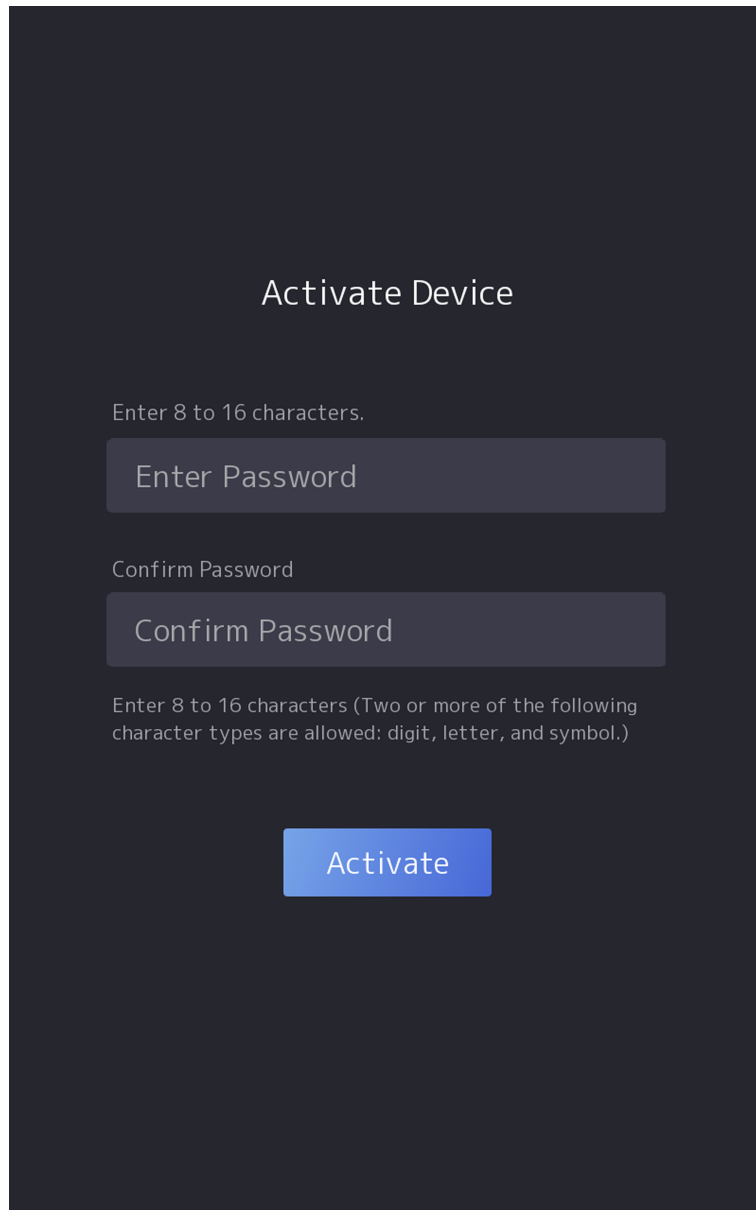 Activate Device
Enter 8 to 16 characters.
Enter Password
Confirm Password
Confirm Password
Enter 8 to 16 characters (Two or more of the following
character types are allowed: digit, letter, and symbol.)
Activate